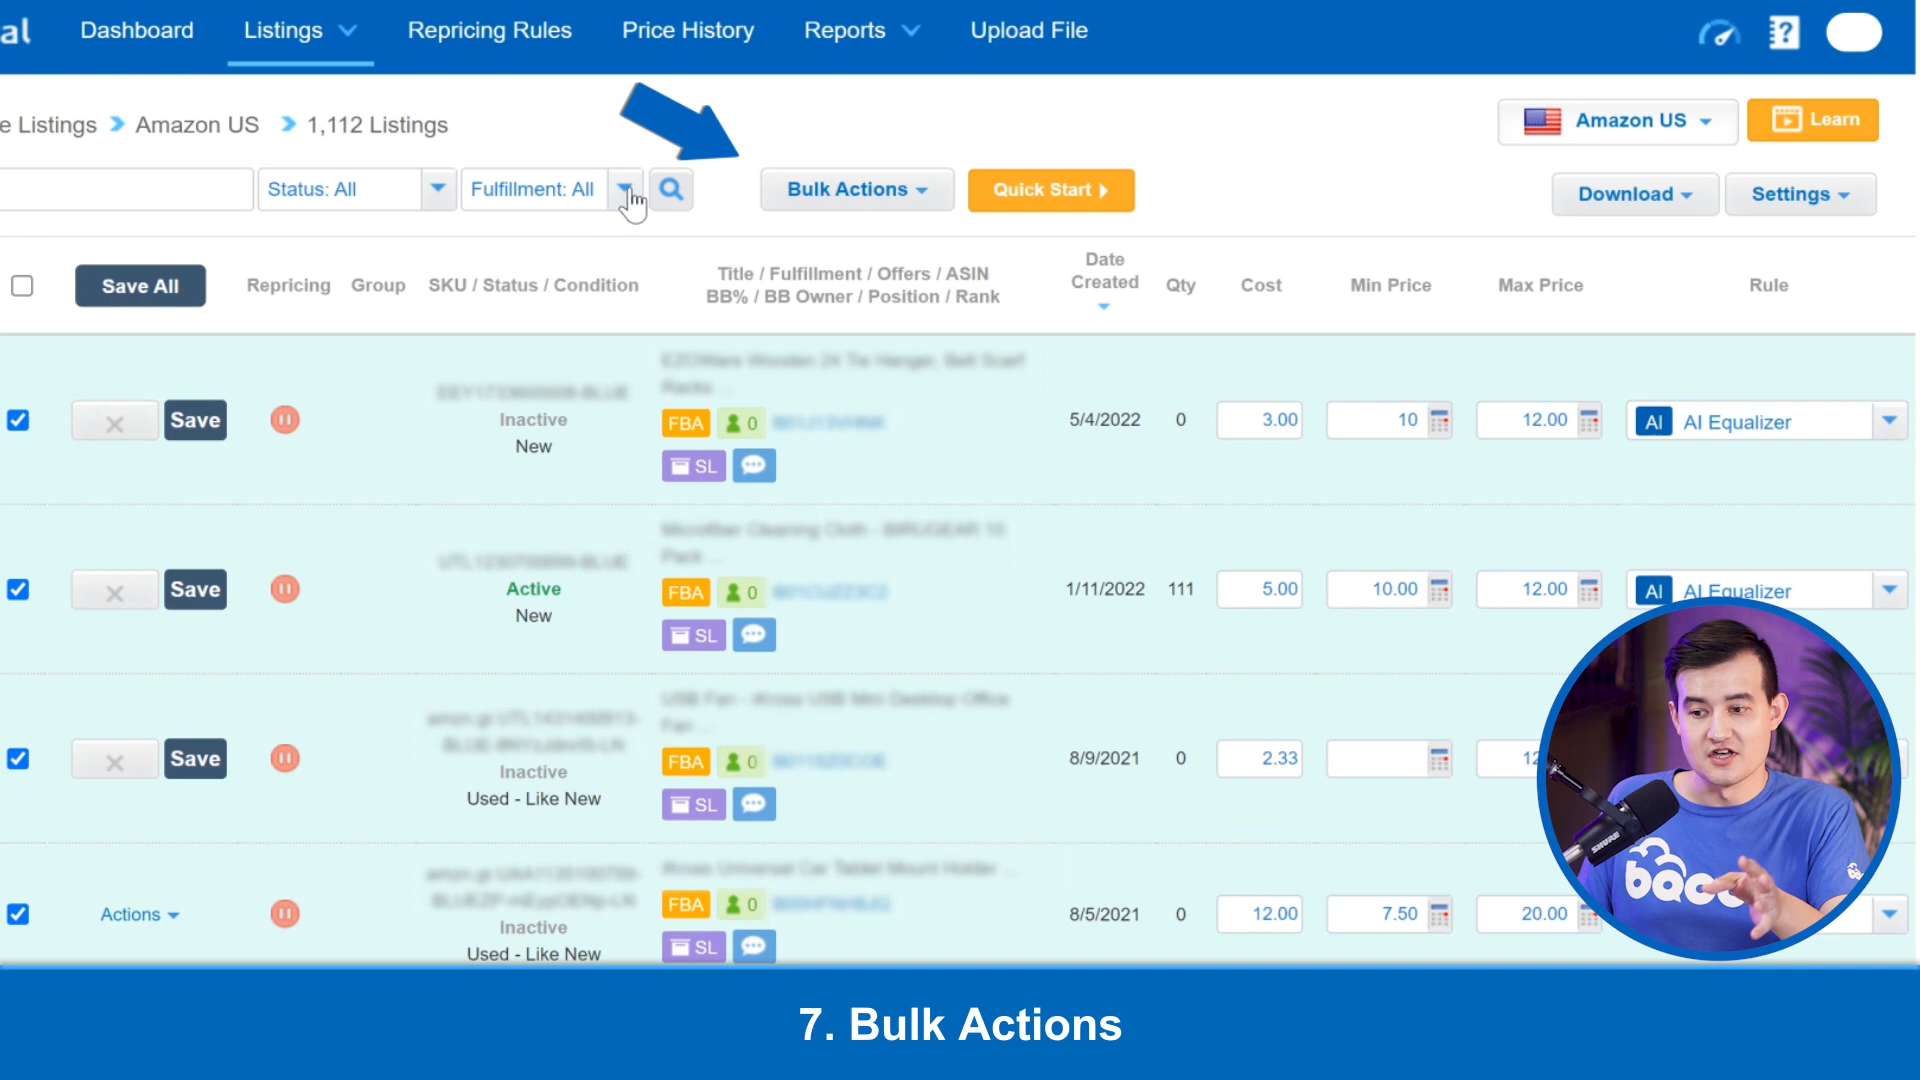 al Dashboard Listings Repricing Rules Price History Reports Upload File
e Listings Amazon US 1,112 Listings
Amazon US Learn
Status: All Fulfillment: All Bulk Actions Quick Start Download Settings
Save All Repricing Group SKU / Status / Condition
Title / Fulfillment / Offers / ASIN
BB% / BB Owner / Position / Rank
Date
Created
Qty Cost Min Price Max Price Rule
Save
Inactive
New
FBA 0
SL
5/4/2022 0 3.00 10 12.00 AI AI Equalizer
Save
Active
New
FBA 0
SL
1/11/2022 111 5.00 10.00 12.00 AI AI Equalizer
Save
Inactive
Used - Like New
FBA 0
SL
8/9/2021 0 2.33 12
Actions
Inactive
Used - Like New
FBA 0
SL
8/5/2021 0 12.00 7.50 20.00
SHURE
7. Bulk Actions